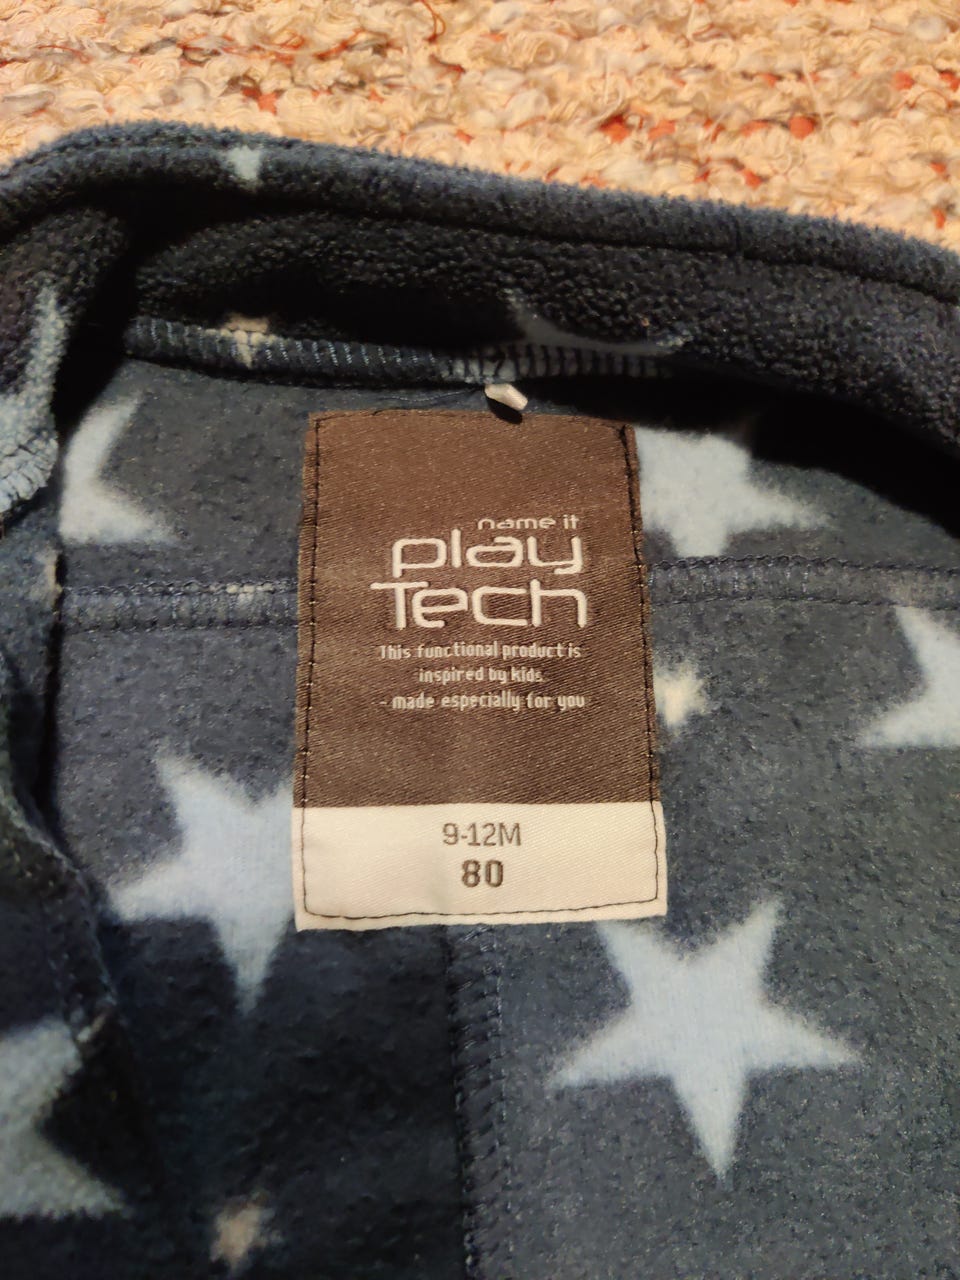 name it
play
Tech
This functional product is
inspired by kids
- made especially for you
9-12M
80